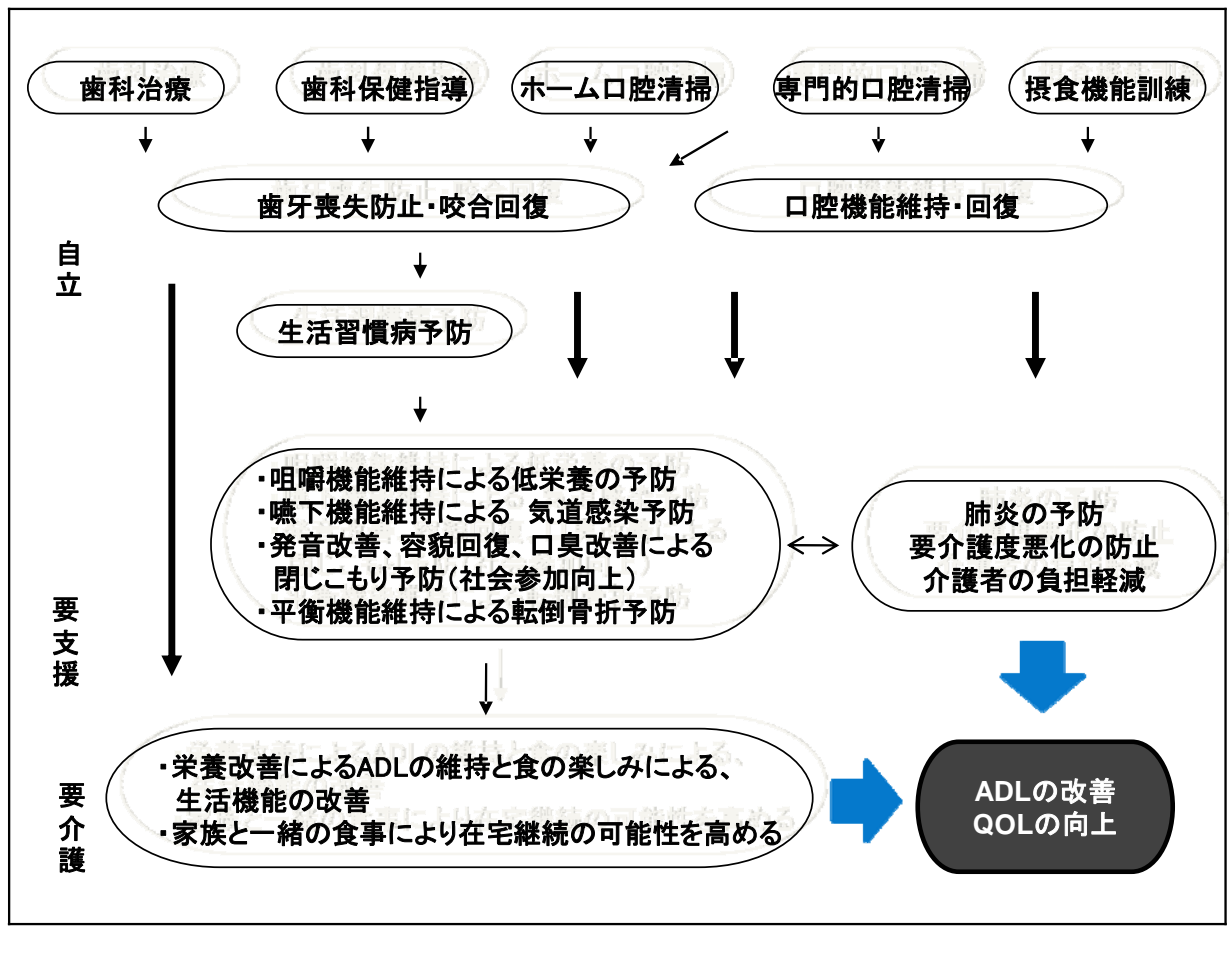 歯科治療
歯科保健指導
ホーム口腔清掃
専門的口腔清掃
摂食機能訓練
歯牙喪失防止・咬合回復
口腔機能維持・回復
自立
生活習慣病予防
・咀嚼機能維持による低栄養の予防
・嚥下機能維持による 気道感染予防
・発音改善、容貌回復、口臭改善による
閉じこもり予防（社会参加向上）
・平衡機能維持による転倒骨折予防
肺炎の予防
要介護度悪化の防止
介護者の負担軽減
要支援
・栄養改善によるADLの維持と食の楽しみによる、
生活機能の改善
・家族と一緒の食事により在宅継続の可能性を高める
要介護
ADLの改善
QOLの向上